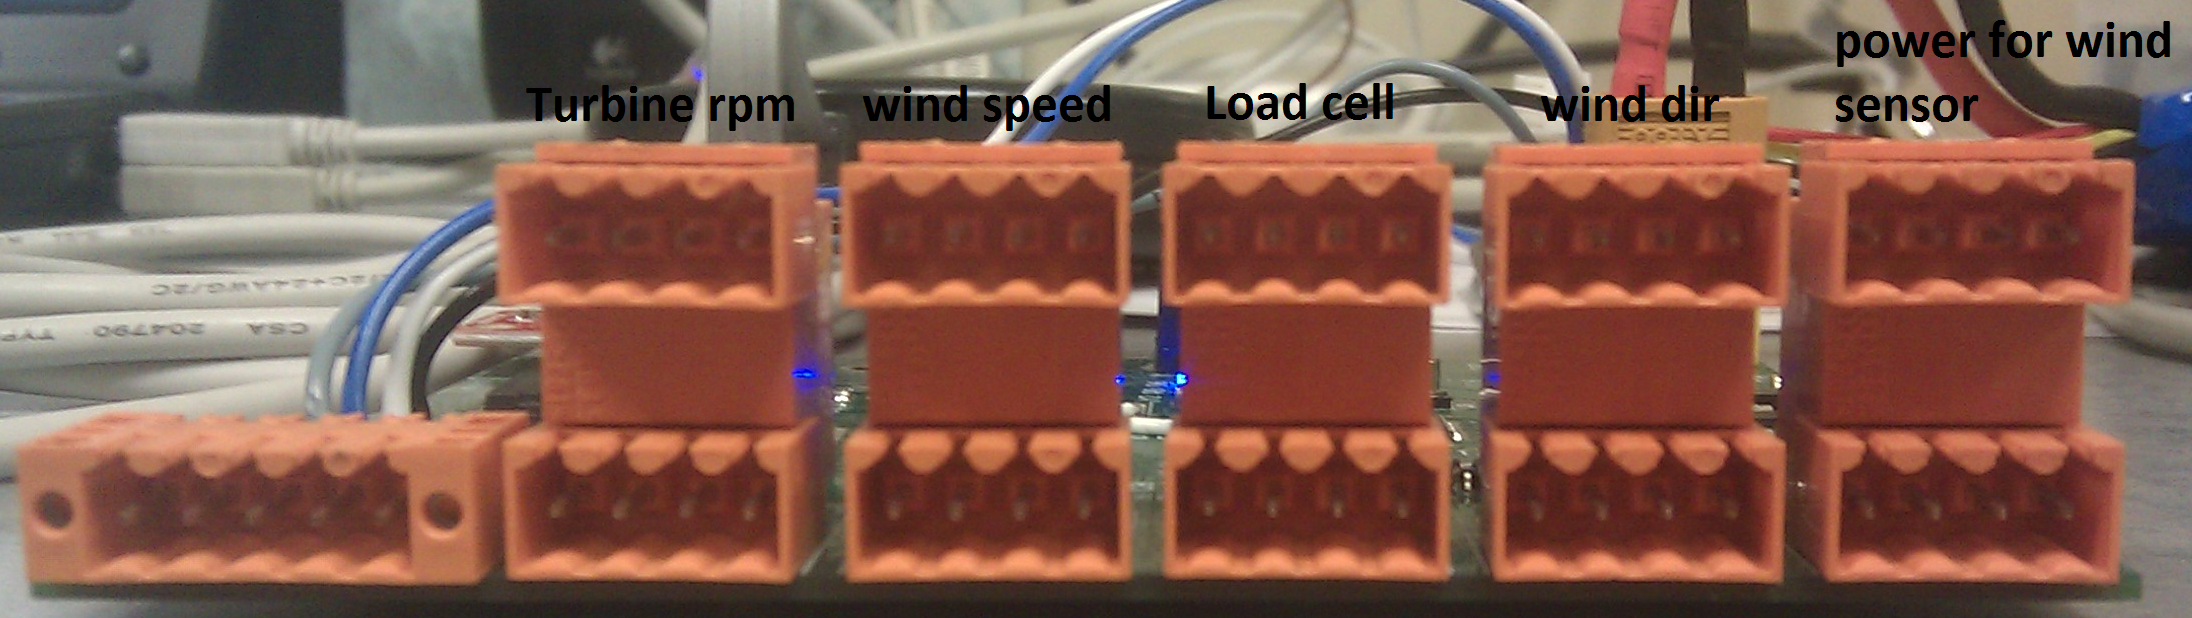 power for wind
Turbine rpm
wind speed
Load cell
wind dir
sensor
2C+24AWG/2C
TYP
204790
CSA